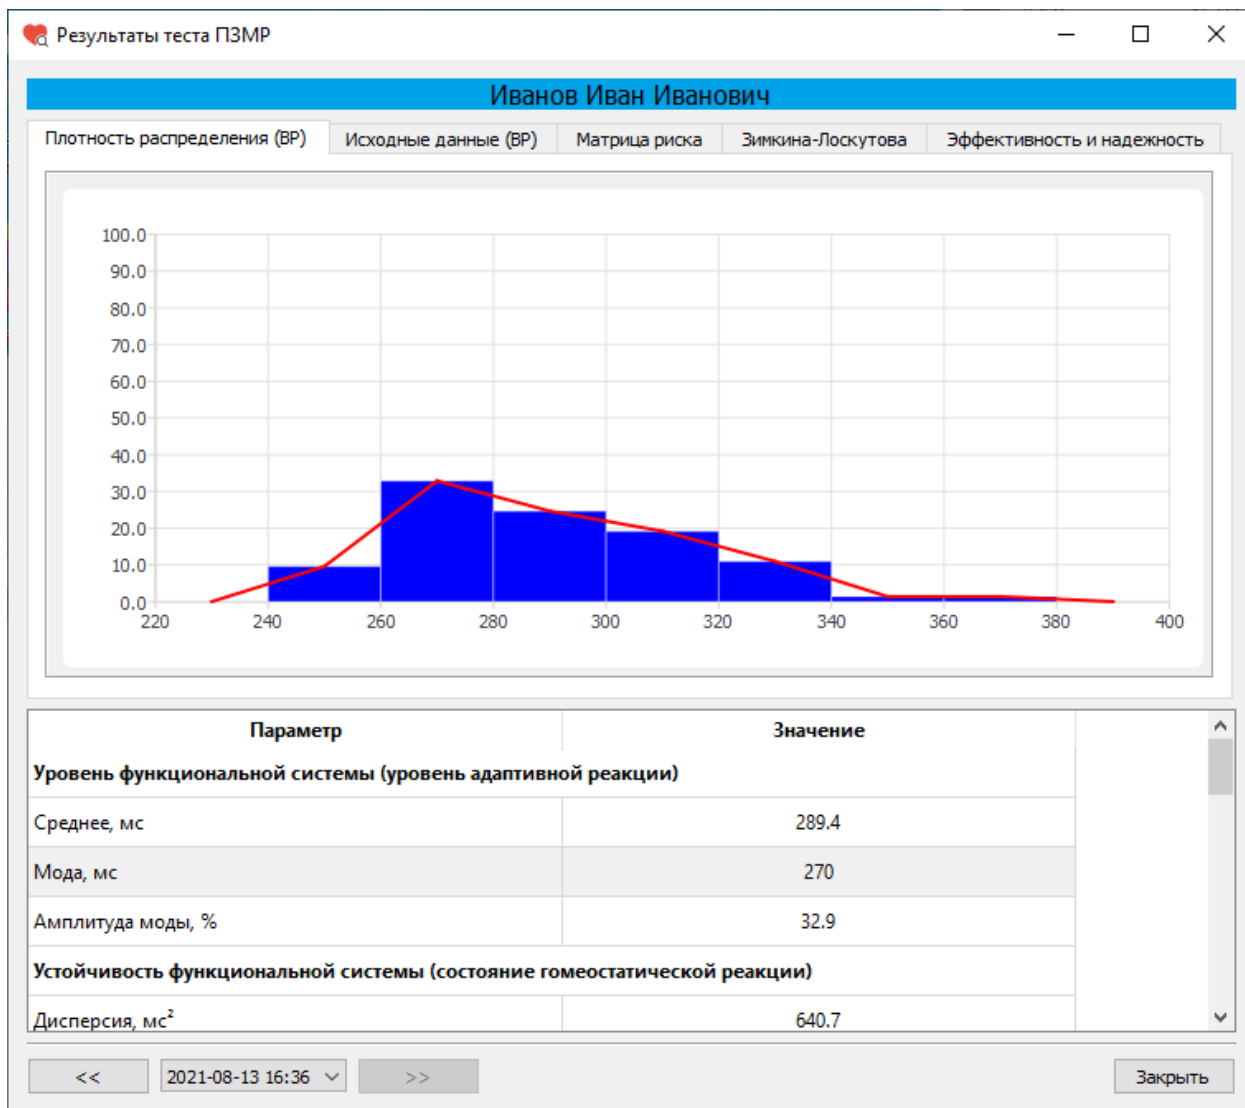 Результаты теста ПЗМР
Иванов Иван Иванович
Плотность распределения (ВР) Исходные данные (ВР) Матрица риска Зимкина-Лоскутова Эффективность и надежность
100.0
90.0
80.0
70.0
60.0
50.0
40.0
30.0
20.0
10.0
0.0
220 240 260 280 300 320 340 360 380 400
Параметр Значение
Уровень функциональной системы (уровень адаптивной реакции)
Среднее, мс 289.4
Мода, мс 270
Амплитуда моды, % 32.9
Устойчивость функциональной системы (состояние гомеостатической реакции)
Дисперсия, мс² 640.7
<< 2021-08-13 16:36 >> Закрыть